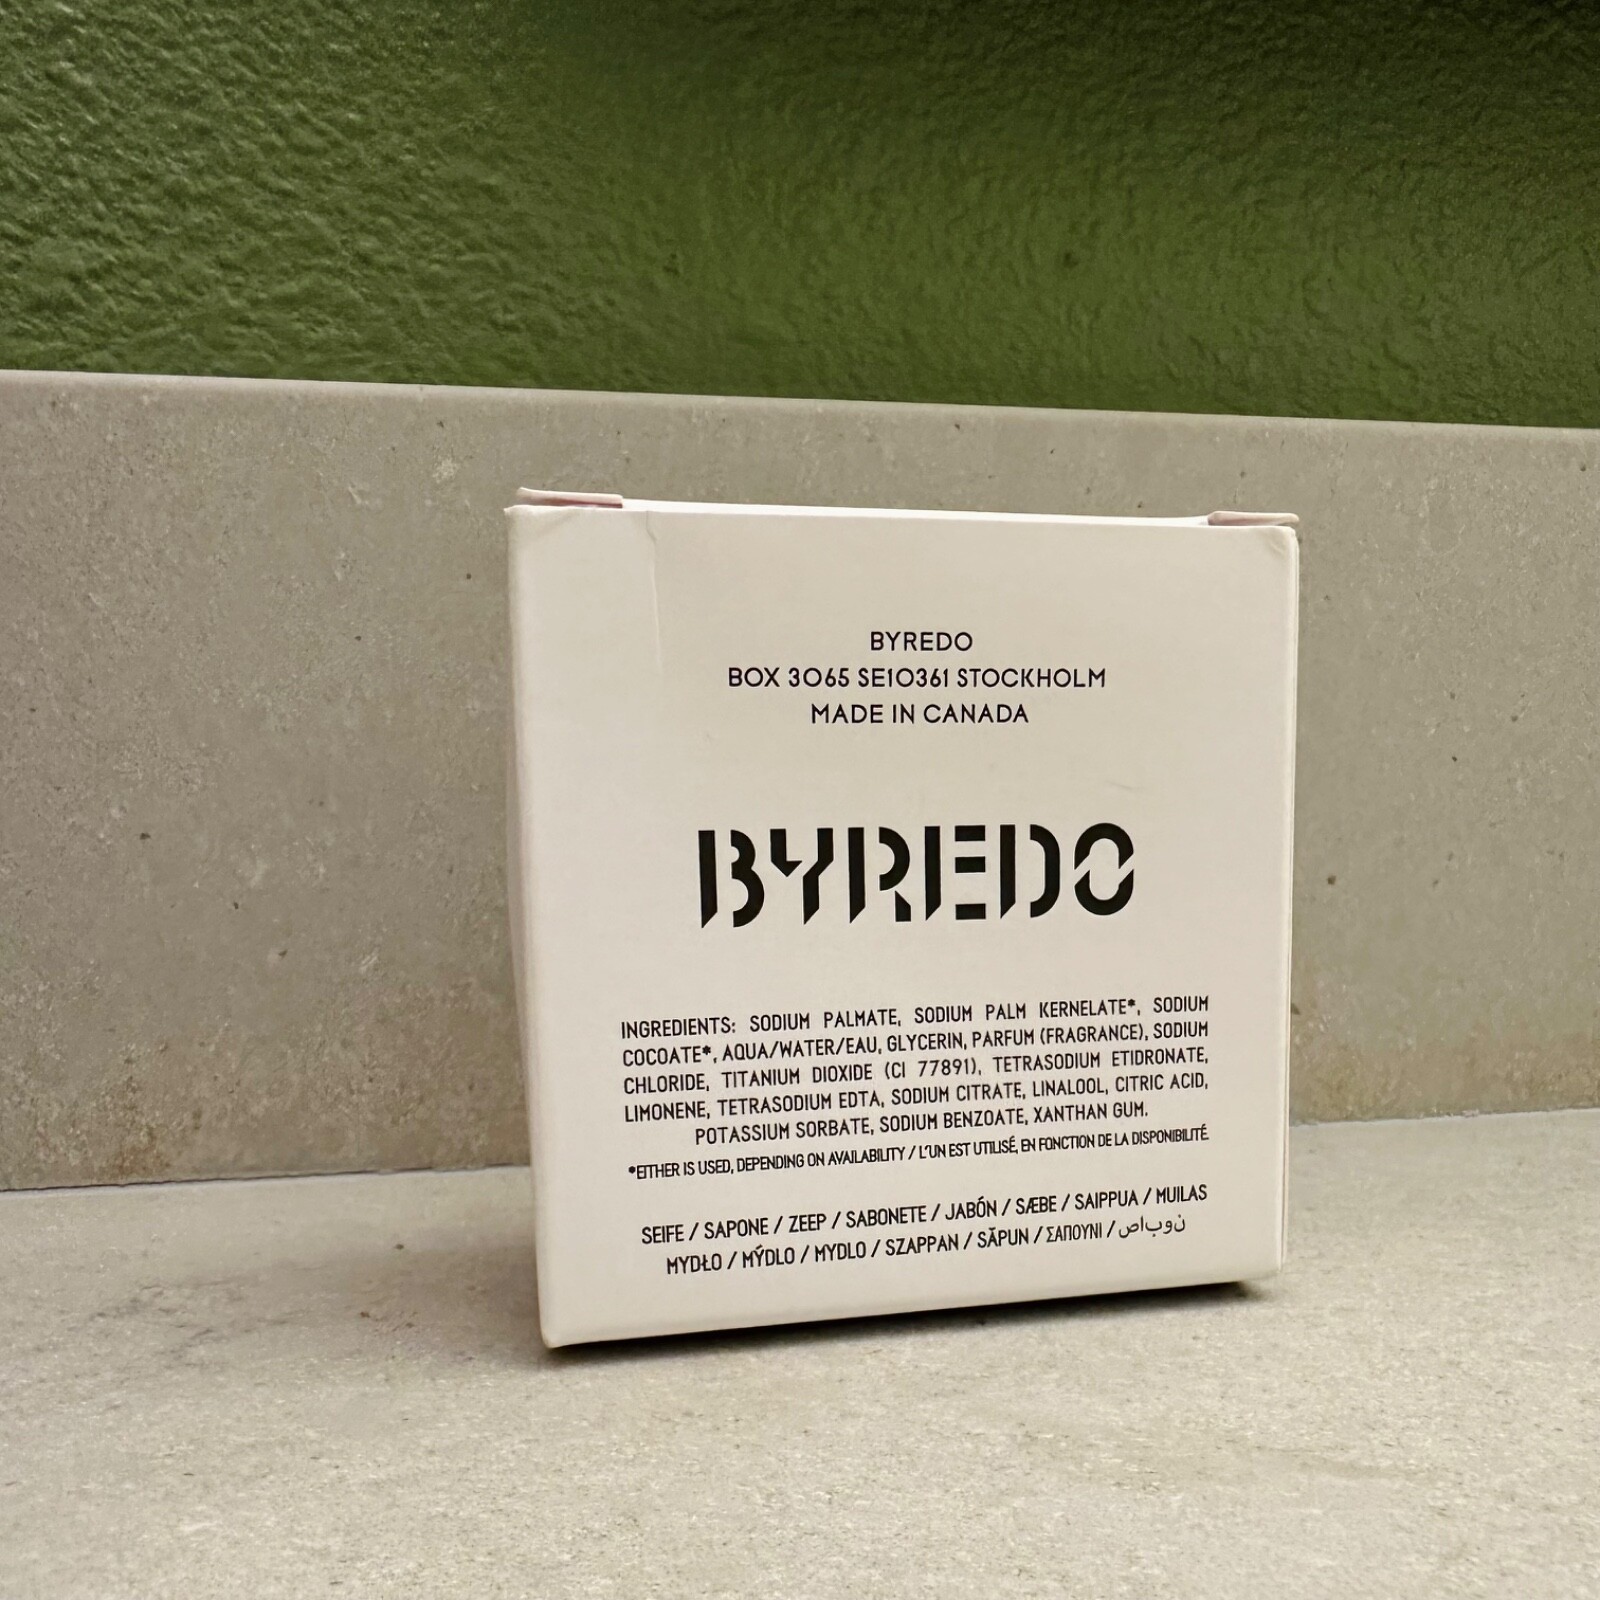 BYREDO
BOX 3065 SE10361 STOCKHOLM
MADE IN CANADA
BYREDO
INGREDIENTS: SODIUM PALMATE, SODIUM PALM KERNELATE*, SODIUM
COCOATE*, AQUA/WATER/EAU, GLYCERIN, PARFUM (FRAGRANCE), SODIUM
CHLORIDE, TITANIUM DIOXIDE (CI 77891), TETRASODIUM ETIDRONATE,
LIMONENE, TETRASODIUM EDTA, SODIUM CITRATE, LINALOOL, CITRIC ACID,
POTASSIUM SORBATE, SODIUM BENZOATE, XANTHAN GUM.
*EITHER IS USED, DEPENDING ON AVAILABILITY / L'UN EST UTILISÉ, EN FONCTION DE LA DISPONIBILITÉ.
SEIFE / SAPONE / ZEEP / SABONETE / JABÓN / SÆBE / SAIPPUA / MUILAS
MYDŁO / MÝDLO / MYDLO / SZAPPAN / SĂPUN / ΣΑΠΟΥΝΙ / ن و ب ا ص